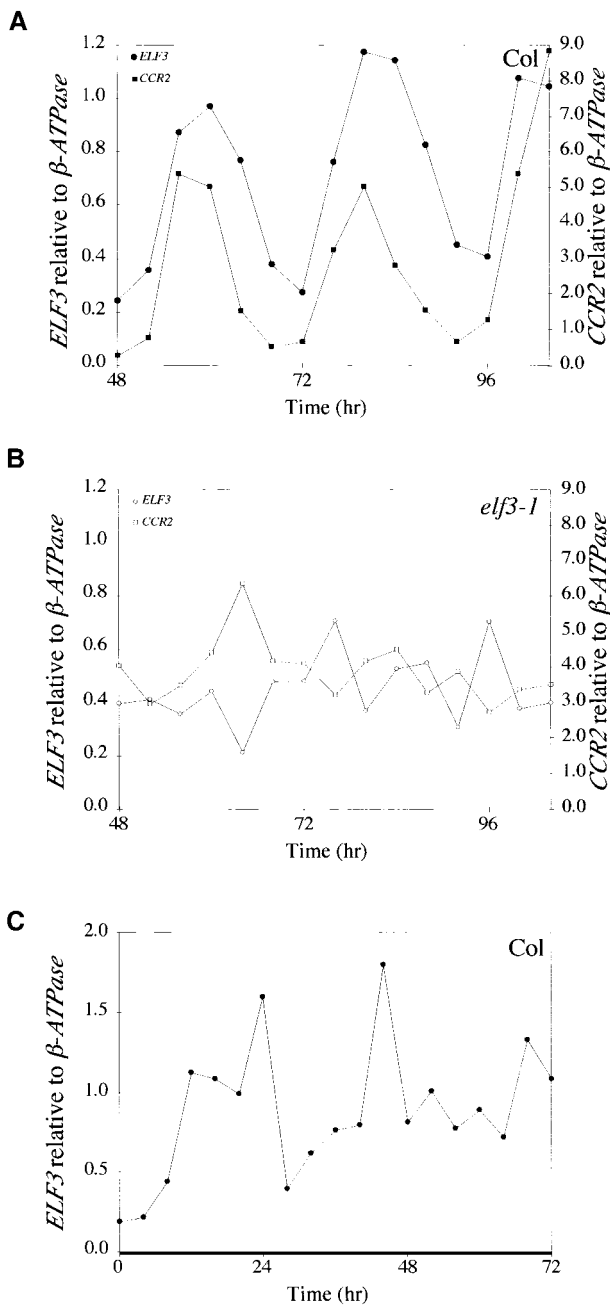 A
ELF3 relative to β-ATPase
1.2
1.0
0.8
0.6
0.4
0.2
0.0
ELF3
CCR2
Col
9.0
8.0
7.0
6.0
5.0
4.0
3.0
2.0
1.0
0.0
CCR2 relative to β-ATPase
48
72
96
Time (hr)
B
ELF3 relative to β-ATPase
1.2
1.0
0.8
0.6
0.4
0.2
0.0
ELF3
CCR2
elf3-1
9.0
8.0
7.0
6.0
5.0
4.0
3.0
2.0
1.0
0.0
CCR2 relative to β-ATPase
48
72
96
Time (hr)
C
ELF3 relative to β-ATPase
2.0
1.5
1.0
0.5
0.0
Col
0
24
48
72
Time (hr)